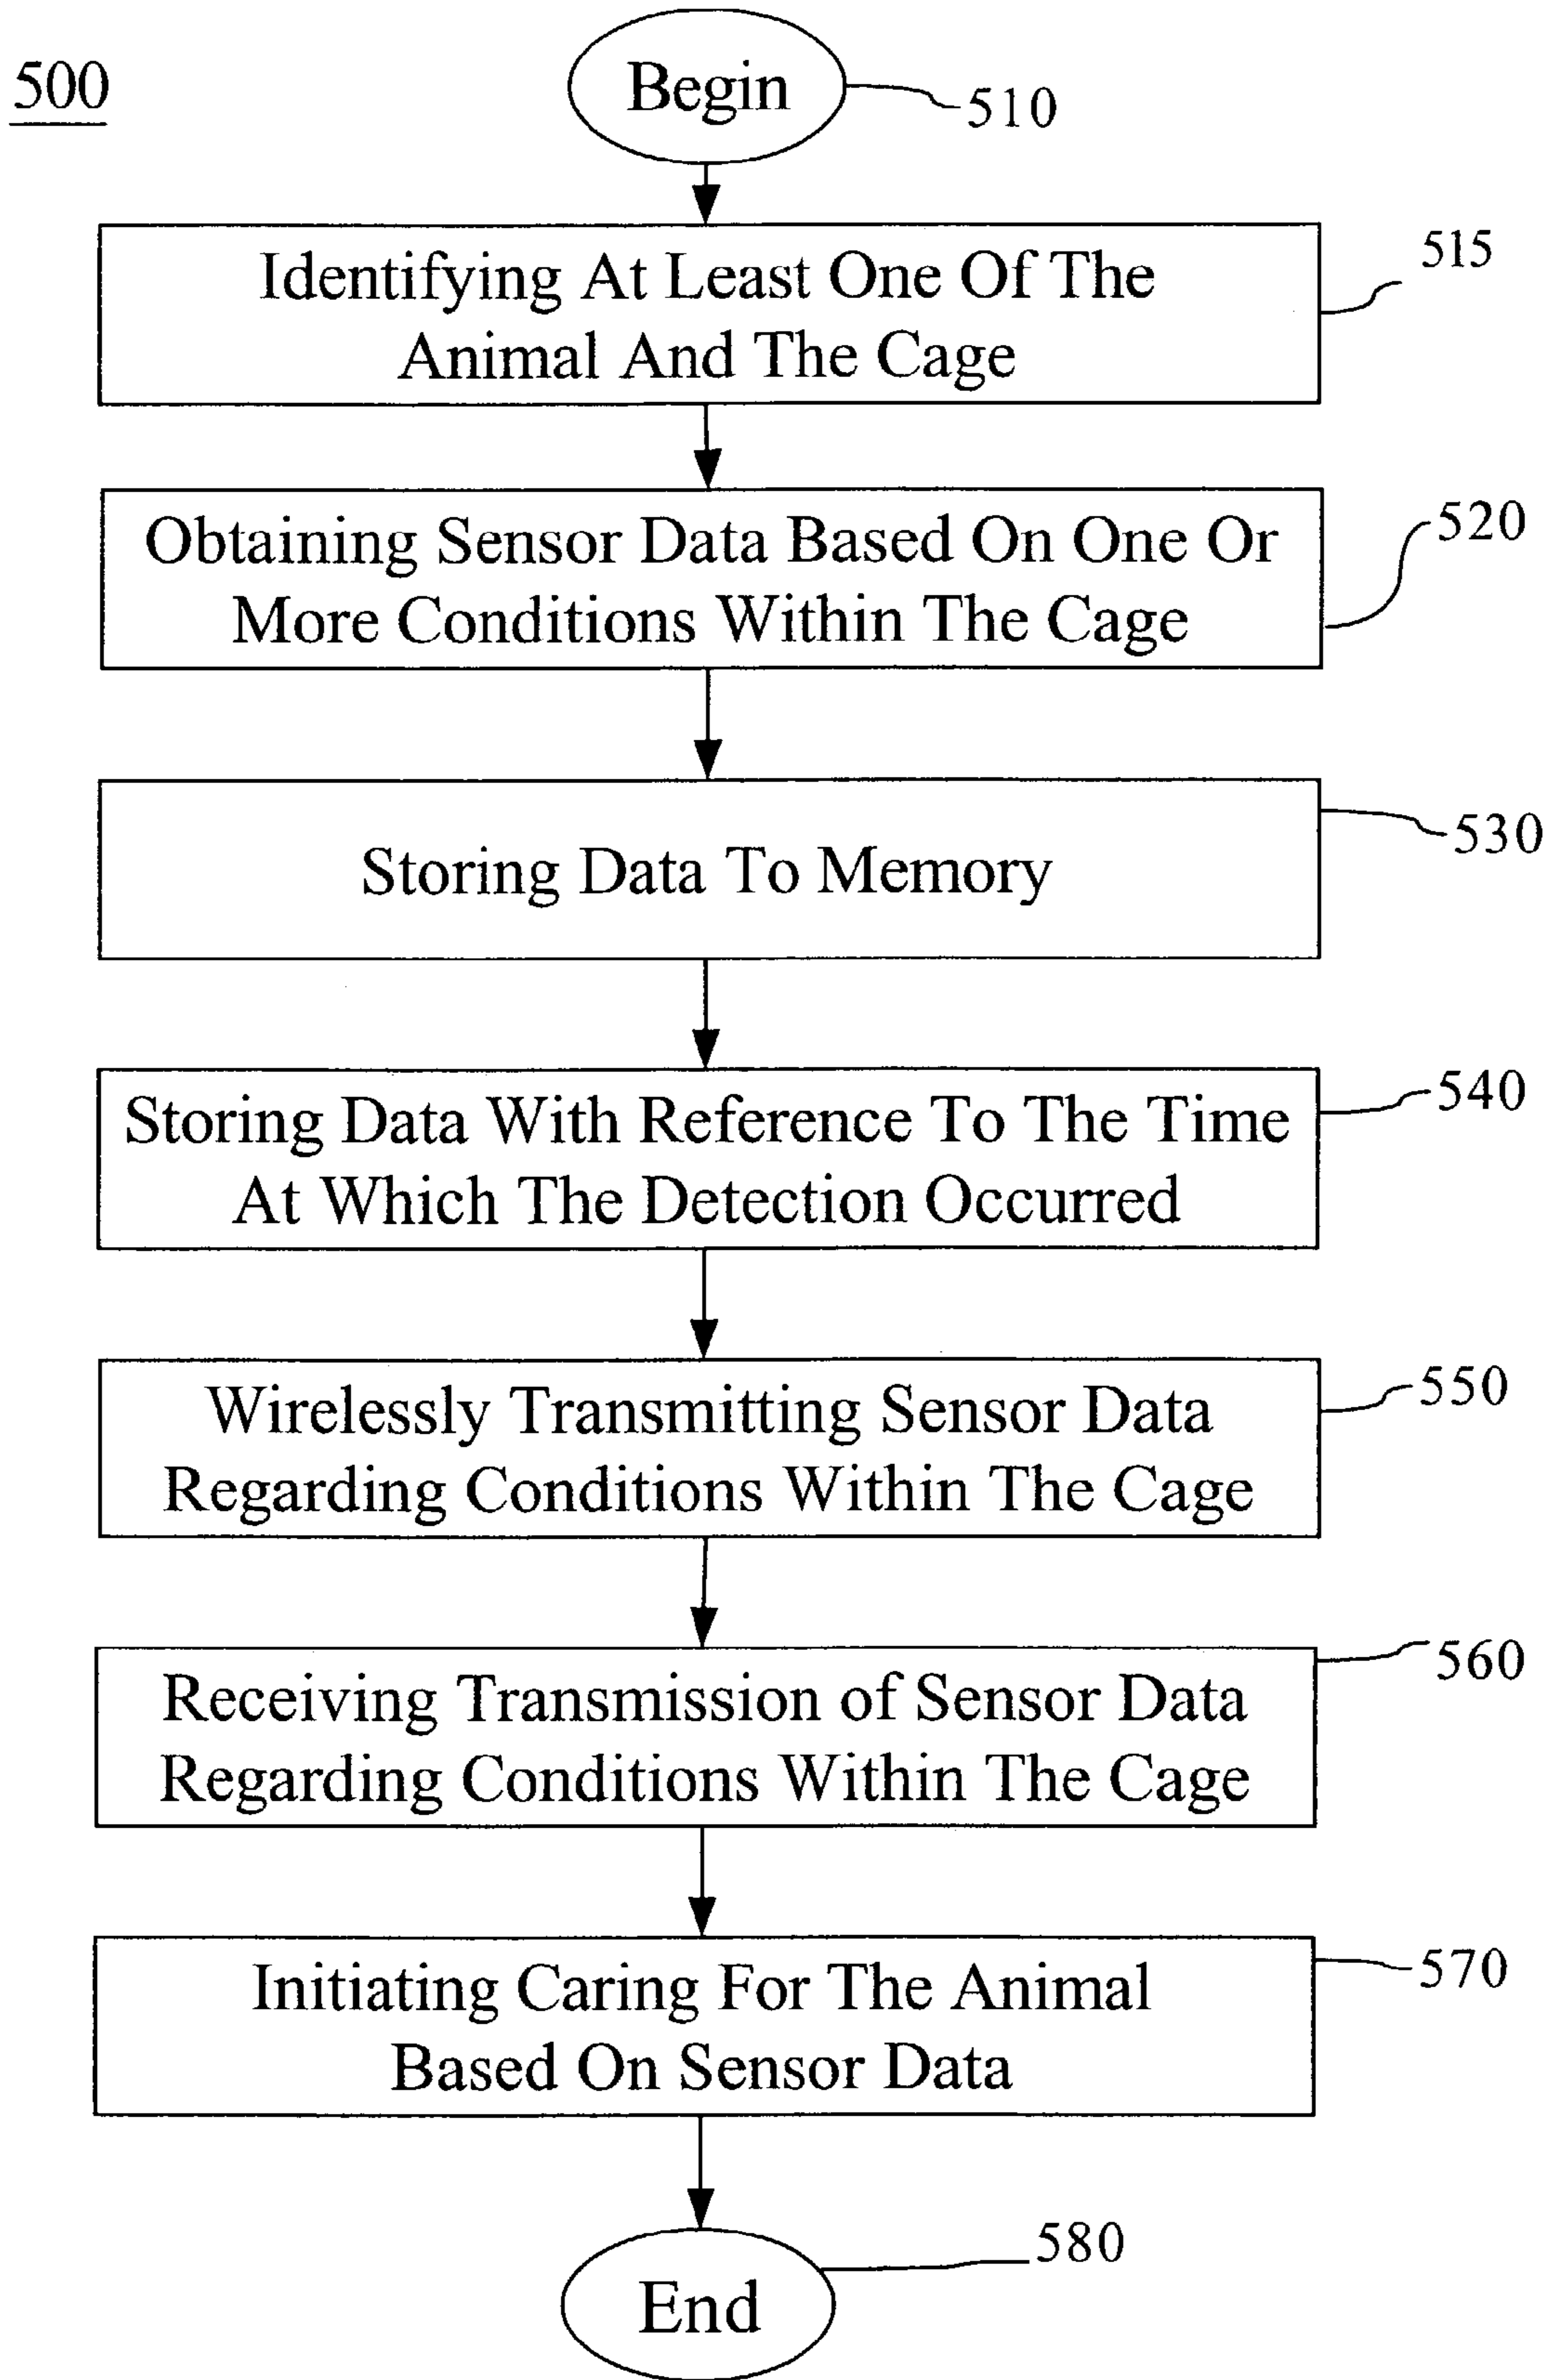 500
Begin
510
Identifying At Least One Of The
Animal And The Cage
515
Obtaining Sensor Data Based On One Or
More Conditions Within The Cage
520
Storing Data To Memory
530
Storing Data With Reference To The Time
At Which The Detection Occurred
540
Wirelessly Transmitting Sensor Data
Regarding Conditions Within The Cage
550
Receiving Transmission of Sensor Data
Regarding Conditions Within The Cage
560
Initiating Caring For The Animal
Based On Sensor Data
570
End
580